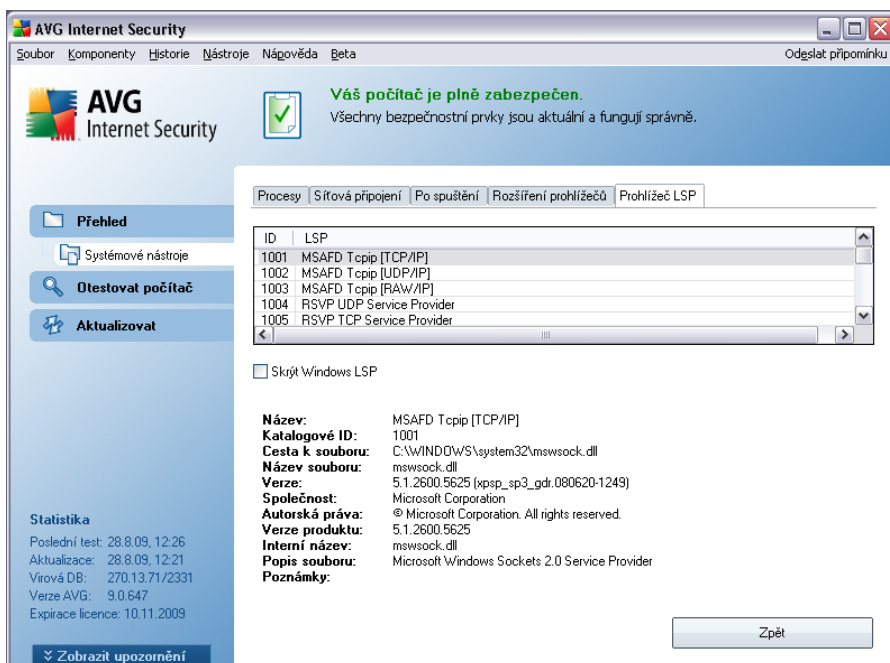 AVG Internet Security
Soubor Komponenty Historie Nástroje Nápověda Beta Odeslat připomínku
AVG
Internet Security
Váš počítač je plně zabezpečen.
Všechny bezpečnostní prvky jsou aktuální a fungují správně.
Procesy Síťová připojení Po spuštění Rozšíření prohlížečů Prohlížeč LSP
Přehled
Systémové nástroje
Otestovat počítač
Aktualizovat
ID LSP
1001 MSAFD Tcpip [TCP/IP]
1002 MSAFD Tcpip [UDP/IP]
1003 MSAFD Tcpip [RAW/IP]
1004 RSVP UDP Service Provider
1005 RSVP TCP Service Provider
Skrýt Windows LSP
Název: MSAFD Tcpip [TCP/IP]
Katalogové ID: 1001
Cesta k souboru: C:\WINDOWS\system32\mswsock.dll
Název souboru: mswsock.dll
Verze: 5.1.2600.5625 (xpsp_sp3_gdr.080620-1249)
Společnost: Microsoft Corporation
Autorská práva: © Microsoft Corporation. All rights reserved.
Verze produktu: 5.1.2600.5625
Interní název: mswsock.dll
Popis souboru: Microsoft Windows Sockets 2.0 Service Provider
Poznámky:
Statistika
Poslední test: 28.8.09, 12:26
Aktualizace: 28.8.09, 12:21
Virová DB: 270.13.71/2331
Verze AVG: 9.0.647
Expirace licence: 10.11.2009
Zobrazit upozornění
Zpět